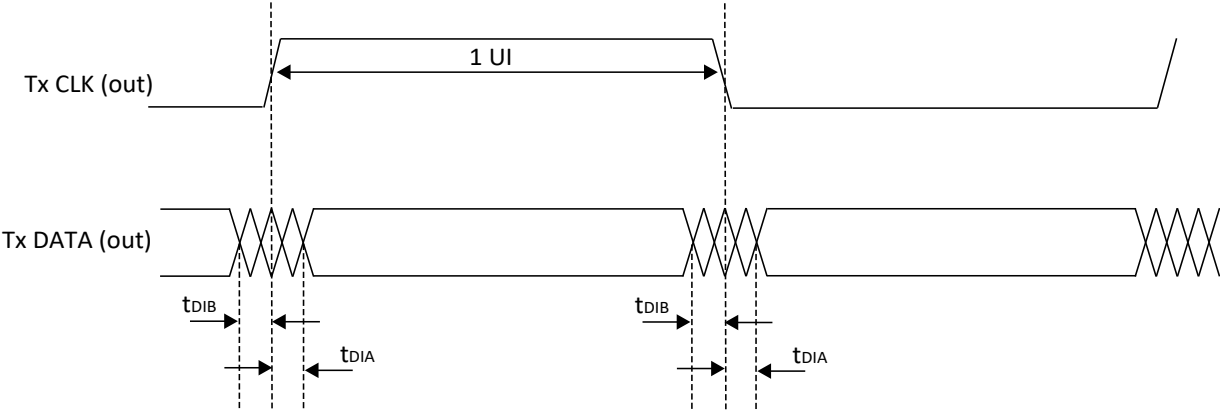 1 UI
Tx CLK (out)
Tx DATA (out)
tDIB
tDIB
tDIA
tDIA